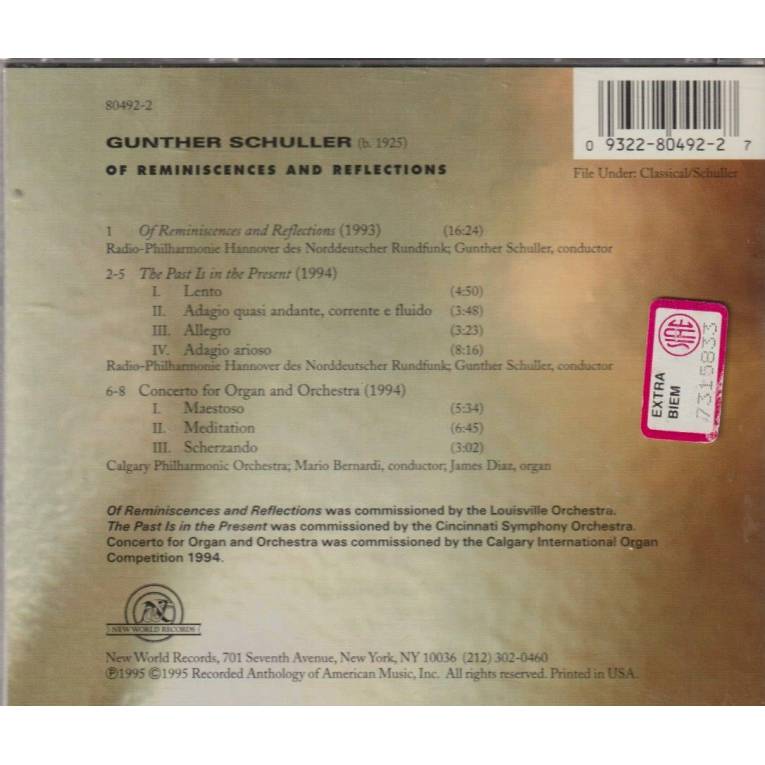 80492-2
GUNTHER SCHULLER (b. 1925)
OF REMINISCENCES AND REFLECTIONS
0 9322-80492-2 7
File Under: Classical/Schuller
1 Of Reminiscences and Reflections (1993) (16:24)
Radio-Philharmonie Hannover des Norddeutscher Rundfunk; Gunther Schuller, conductor
2-5 The Past Is in the Present (1994)
I. Lento (4:50)
II. Adagio quasi andante, corrente e fluido (3:48)
III. Allegro (3:23)
IV. Adagio arioso (8:16)
Radio-Philharmonie Hannover des Norddeutscher Rundfunk; Gunther Schuller, conductor
6-8 Concerto for Organ and Orchestra (1994)
I. Maestoso (5:34)
II. Meditation (6:45)
III. Scherzando (3:02)
Calgary Philharmonic Orchestra; Mario Bernardi, conductor; James Diaz, organ
SIAE
EXTRA
BIEM
7315833
Of Reminiscences and Reflections was commissioned by the Louisville Orchestra.
The Past Is in the Present was commissioned by the Cincinnati Symphony Orchestra.
Concerto for Organ and Orchestra was commissioned by the Calgary International Organ
Competition 1994.
NEW WORLD RECORDS
New World Records, 701 Seventh Avenue, New York, NY 10036 (212) 302-0460
℗1995 ©1995 Recorded Anthology of American Music, Inc. All rights reserved. Printed in USA.